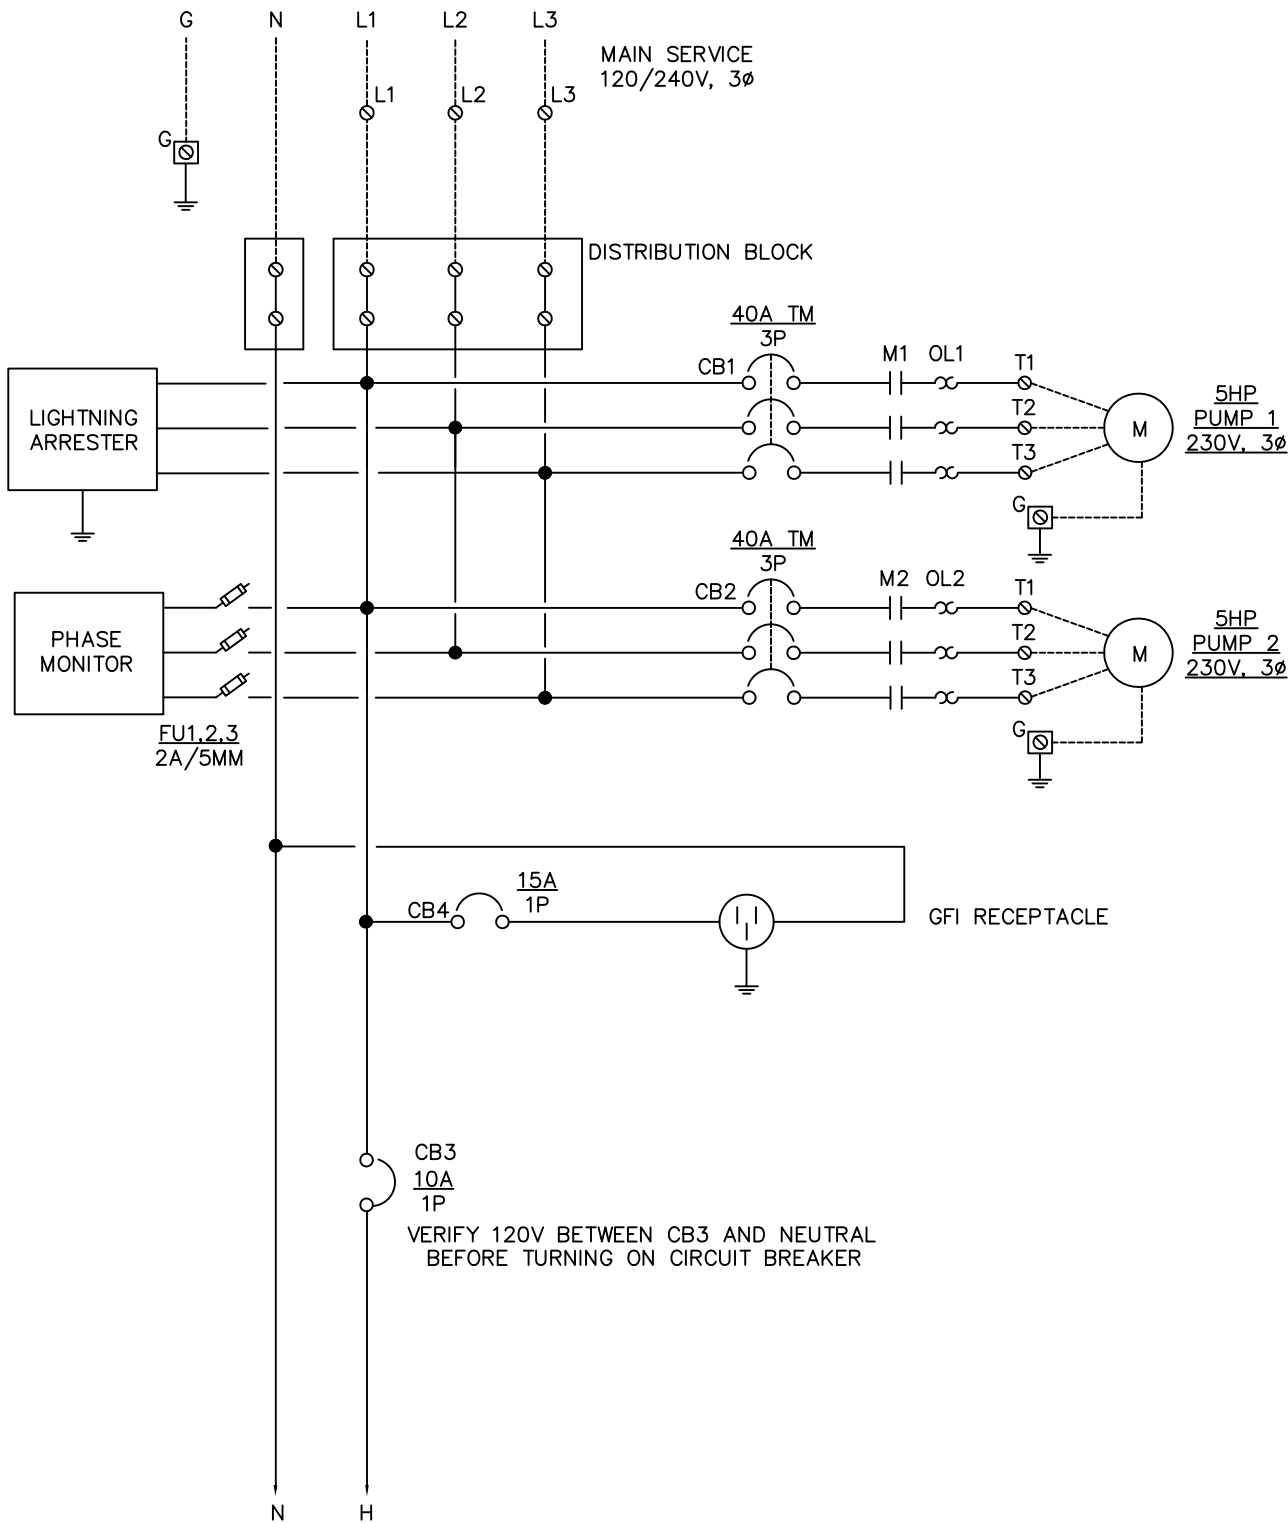 G
N
L1
L2
L3
MAIN SERVICE
120/240V, 3ø
L1
L2
L3
G
DISTRIBUTION BLOCK
40A TM
3P
CB1
M1
OL1
T1
T2
T3
5HP
PUMP 1
230V, 3ø
M
G
LIGHTNING
ARRESTER
40A TM
3P
CB2
M2
OL2
T1
T2
T3
5HP
PUMP 2
230V, 3ø
M
G
PHASE
MONITOR
FU1,2,3
2A/5MM
15A
1P
CB4
GFI RECEPTACLE
CB3
10A
1P
VERIFY 120V BETWEEN CB3 AND NEUTRAL
BEFORE TURNING ON CIRCUIT BREAKER
N
H